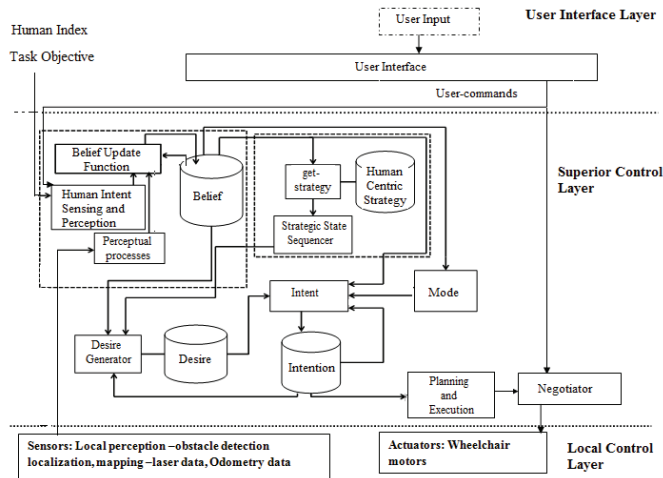 User Input
User Interface Layer
Human Index
Task Objective
User Interface
User-commands
Belief Update
Function
Human Intent
Sensing and
Perception
Perceptual
processes
Belief
get-
strategy
Human
Centric
Strategy
Strategic State
Sequencer
Superior Control
Layer
Intent
Mode
Desire
Generator
Desire
Intention
Planning
and
Execution
Negotiator
Sensors: Local perception –obstacle detection
localization, mapping –laser data, Odometry data
Actuators: Wheelchair
motors
Local Control
Layer